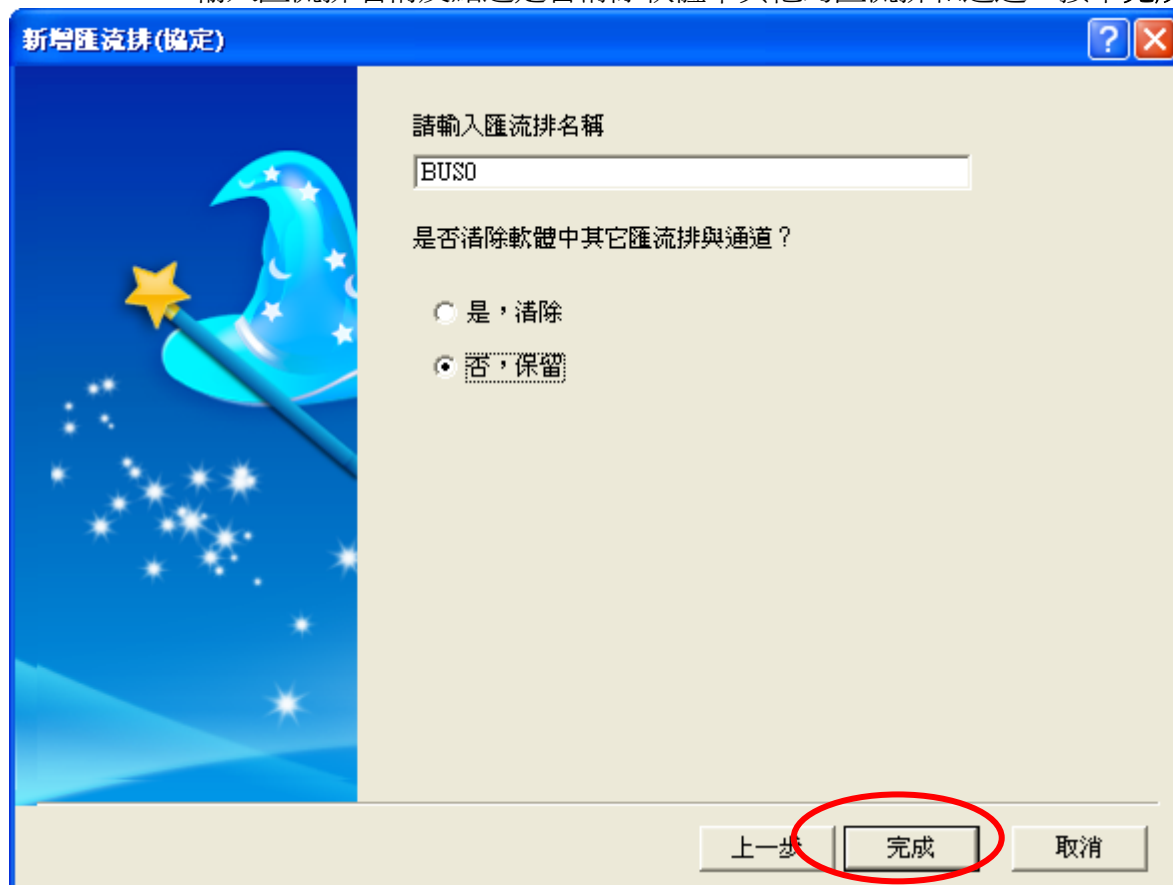 新增匯流排(協定)
請輸入匯流排名稱
BUS0
是否清除軟體中其它匯流排與通道？
是，清除
否，保留
上一步 完成 取消